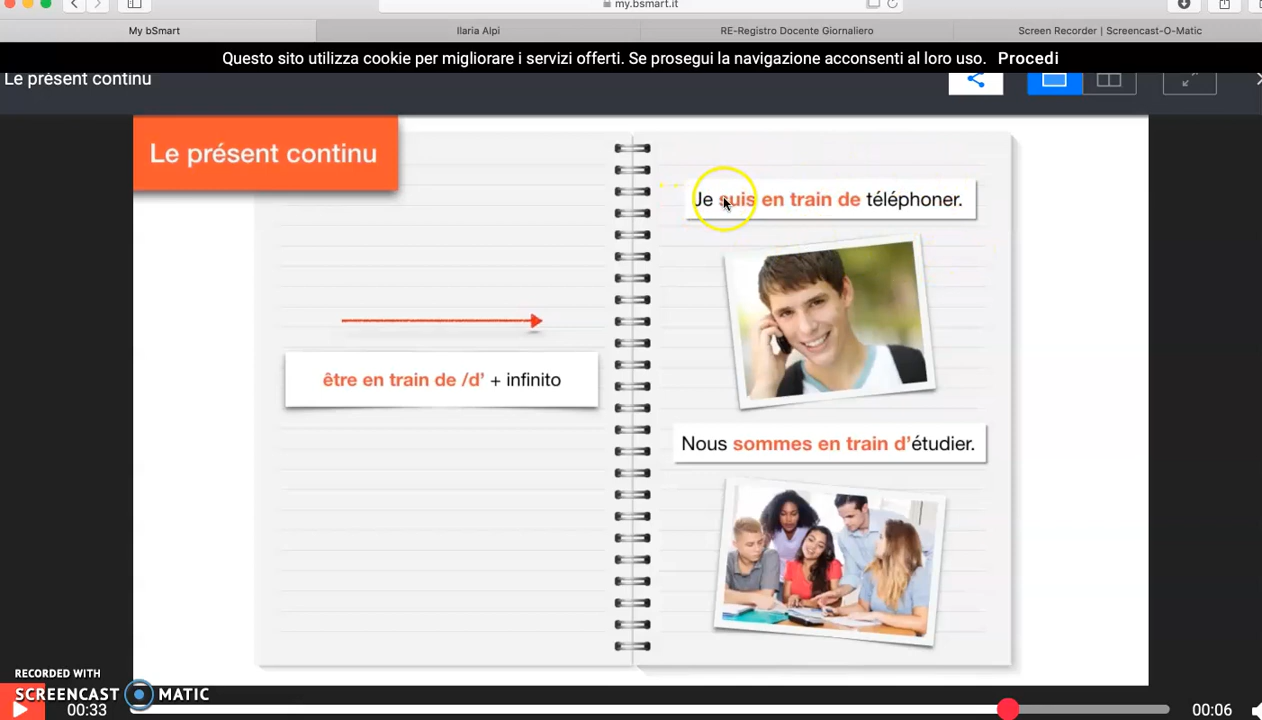 my.bsmart.it
My bSmart
Ilaria Alpi
RE-Registro Docente Giornaliero
Screen Recorder | Screencast-O-Matic
Questo sito utilizza cookie per migliorare i servizi offerti. Se prosegui la navigazione acconsenti al loro uso. Procedi
Le présent continu
Le présent continu
être en train de /d’ + infinito
Je suis en train de téléphoner.
Nous sommes en train d’étudier.
RECORDED WITH
SCREENCAST MATIC
00:33
00:06